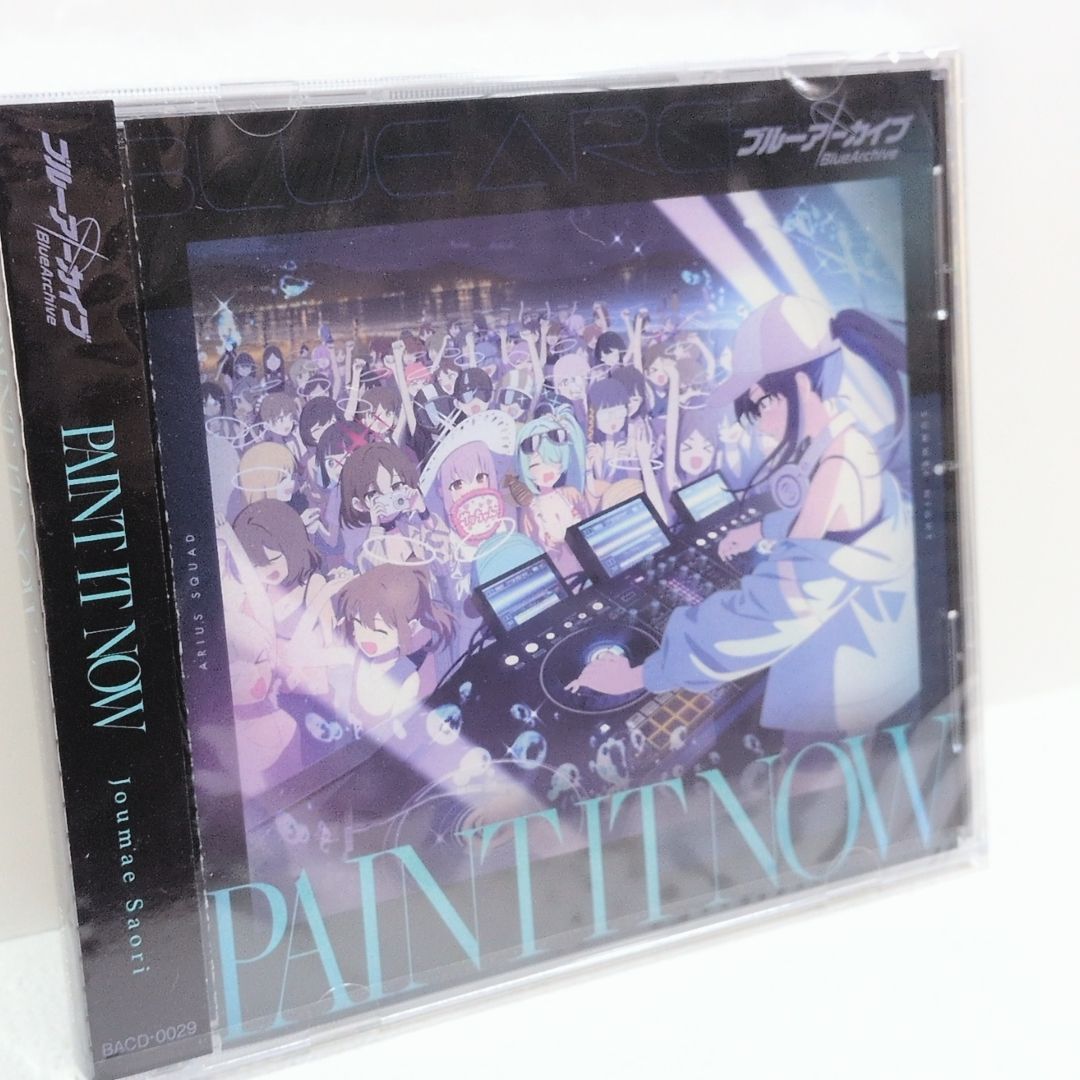 ブルーアーカイブ
BlueArchive
PAINT IT NOW
Joumae Saori
BACD-0029
BLUE ARC
ブルーアーカイブ
BlueArchive
ARIUS SQUAD
PAINT IT NOW